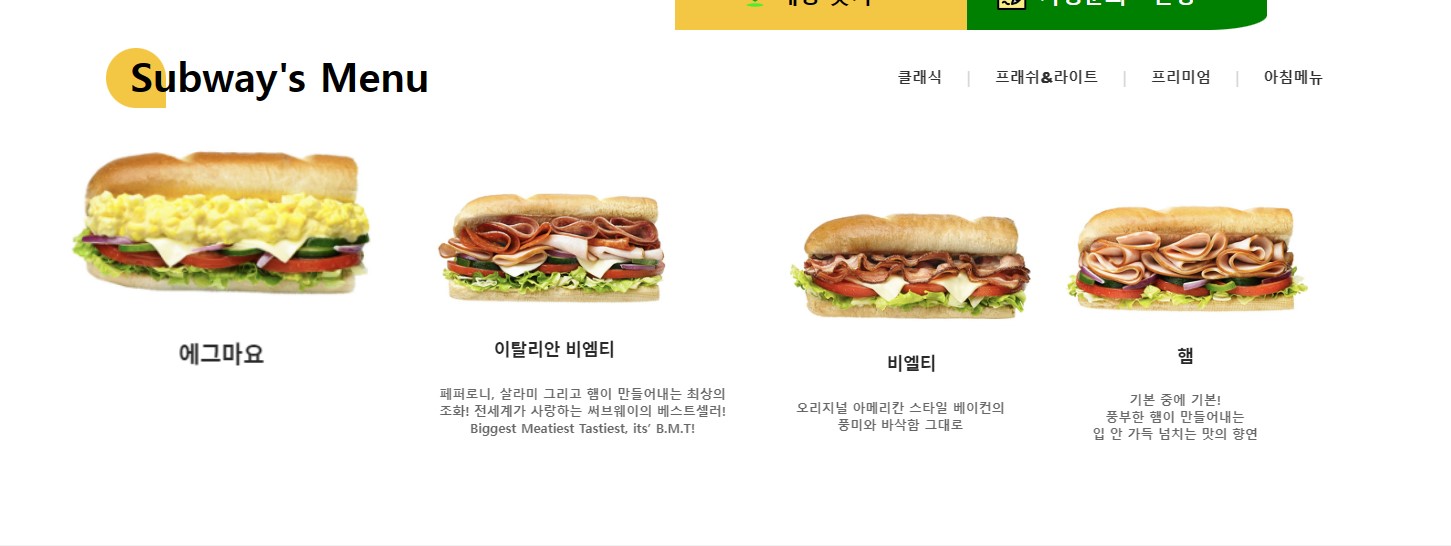 Subway's Menu
클래식 | 프래쉬&라이트 | 프리미엄 | 아침메뉴
에그마요
이탈리안 비엠티
페퍼로니, 살라미 그리고 햄이 만들어내는 최상의
조화! 전세계가 사랑하는 써브웨이의 베스트셀러!
Biggest Meatiest Tastiest, its’ B.M.T!
비엘티
오리지널 아메리칸 스타일 베이컨의
풍미와 바삭함 그대로
햄
기본 중에 기본!
풍부한 햄이 만들어내는
입 안 가득 넘치는 맛의 향연